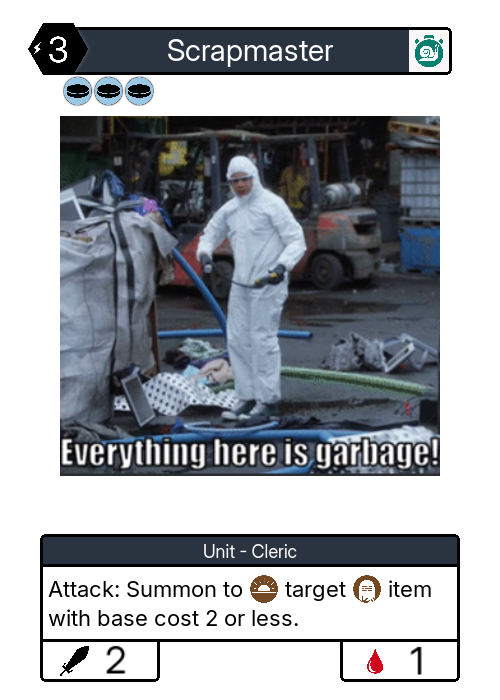 3
Scrapmaster
Everything here is garbage!
Unit - Cleric
Attack: Summon to target item
with base cost 2 or less.
2
1